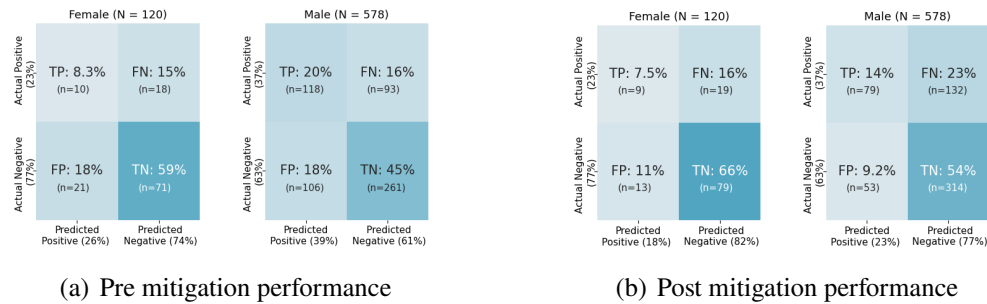 Female (N = 120)
Actual Positive
(23%)
TP: 8.3%
(n=10)
FN: 15%
(n=18)
Actual Negative
(77%)
FP: 18%
(n=21)
TN: 59%
(n=71)
Predicted
Positive (26%)
Predicted
Negative (74%)
Male (N = 578)
Actual Positive
(37%)
TP: 20%
(n=118)
FN: 16%
(n=93)
Actual Negative
(63%)
FP: 18%
(n=106)
TN: 45%
(n=261)
Predicted
Positive (39%)
Predicted
Negative (61%)
(a) Pre mitigation performance
Female (N = 120)
Actual Positive
(23%)
TP: 7.5%
(n=9)
FN: 16%
(n=19)
Actual Negative
(77%)
FP: 11%
(n=13)
TN: 66%
(n=79)
Predicted
Positive (18%)
Predicted
Negative (82%)
Male (N = 578)
Actual Positive
(37%)
TP: 14%
(n=79)
FN: 23%
(n=132)
Actual Negative
(63%)
FP: 9.2%
(n=53)
TN: 54%
(n=314)
Predicted
Positive (23%)
Predicted
Negative (77%)
(b) Post mitigation performance